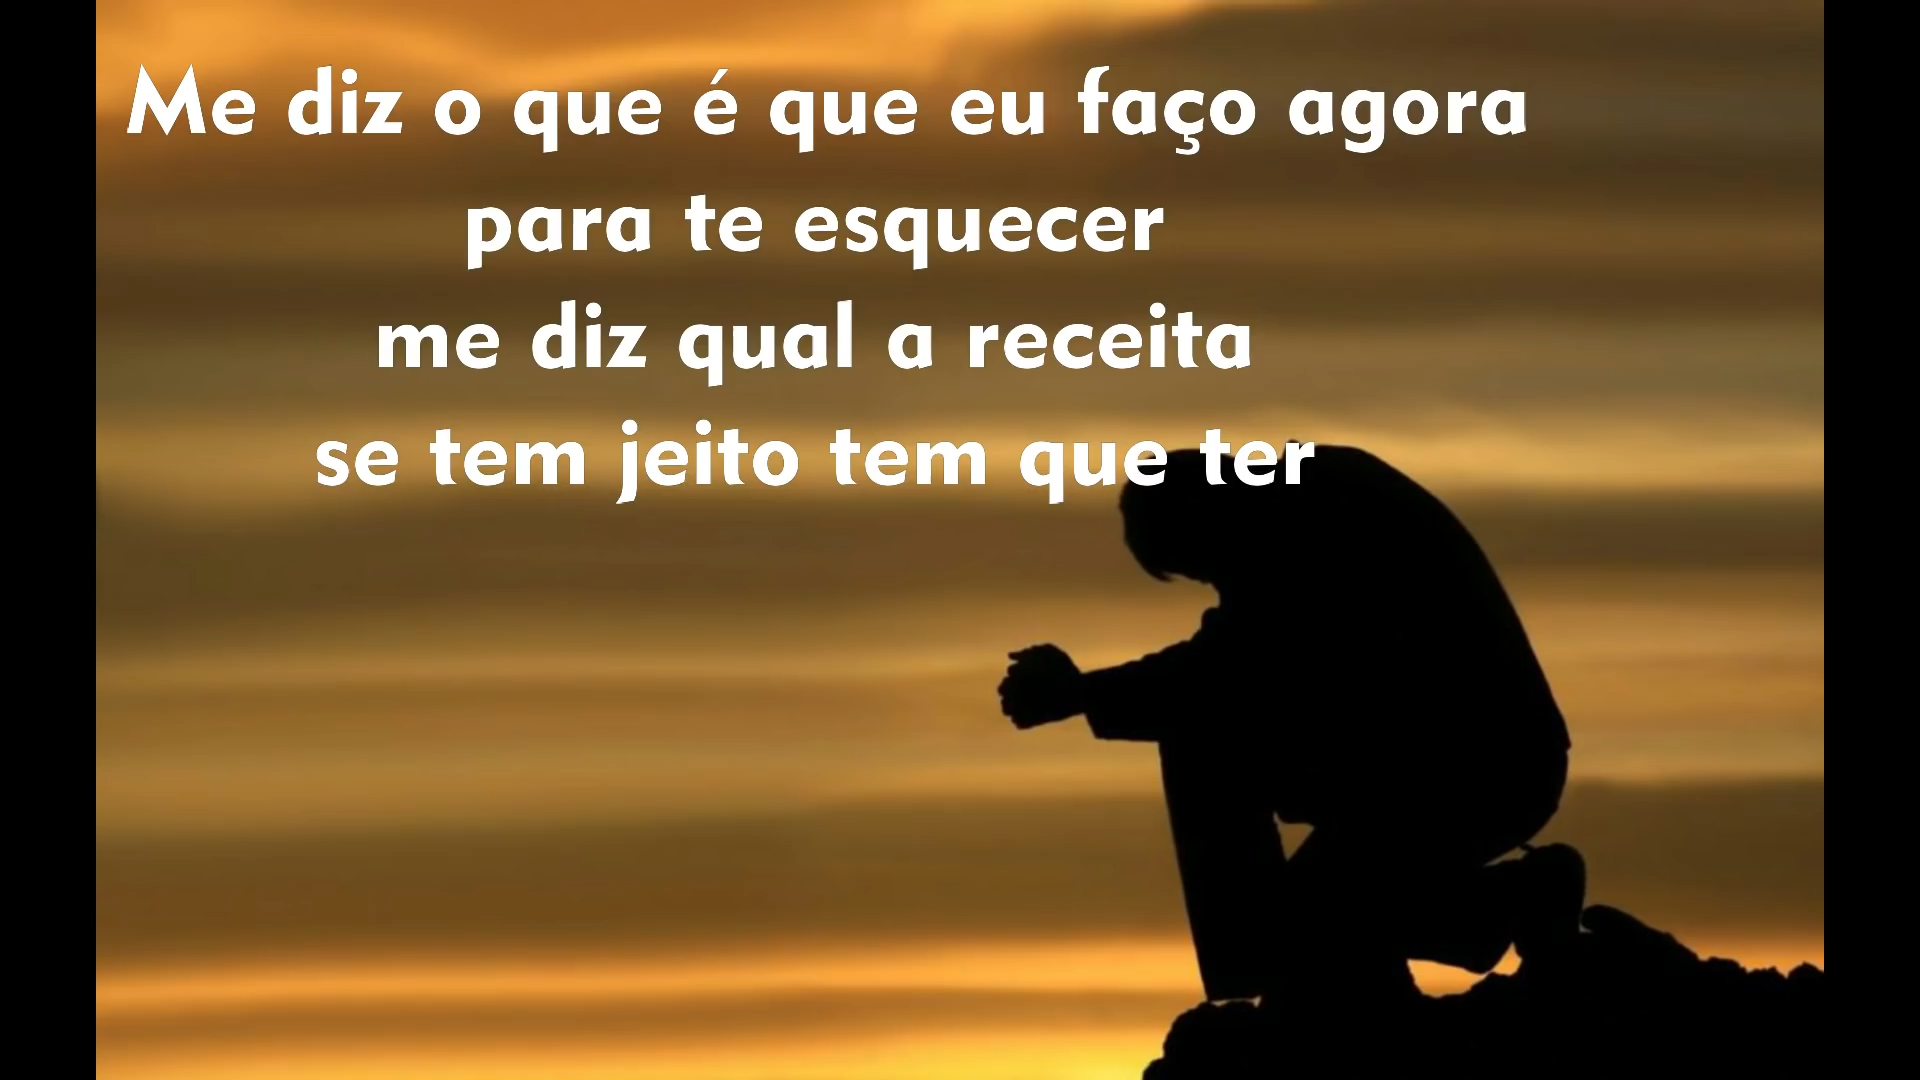 Me diz o que é que eu faço agora
para te esquecer
me diz qual a receita
se tem jeito tem que ter